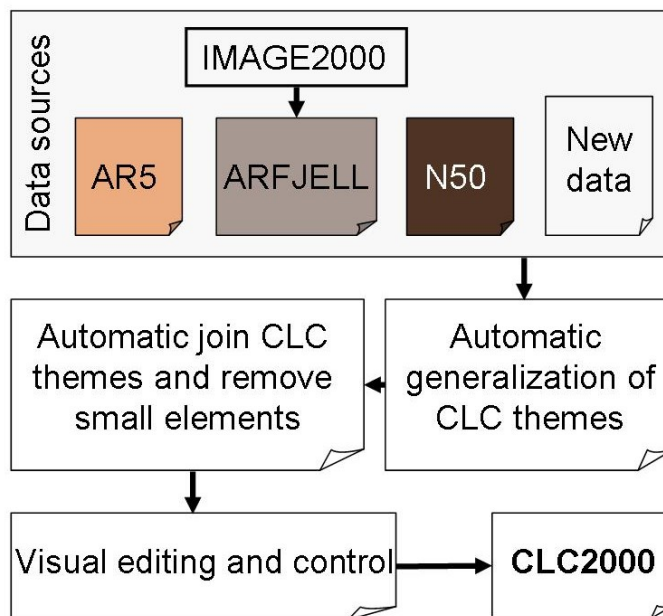 Data sources
IMAGE2000
AR5
ARFJELL
N50
New
data
Automatic
generalization of
CLC themes
Automatic join CLC
themes and remove
small elements
Visual editing and control
CLC2000